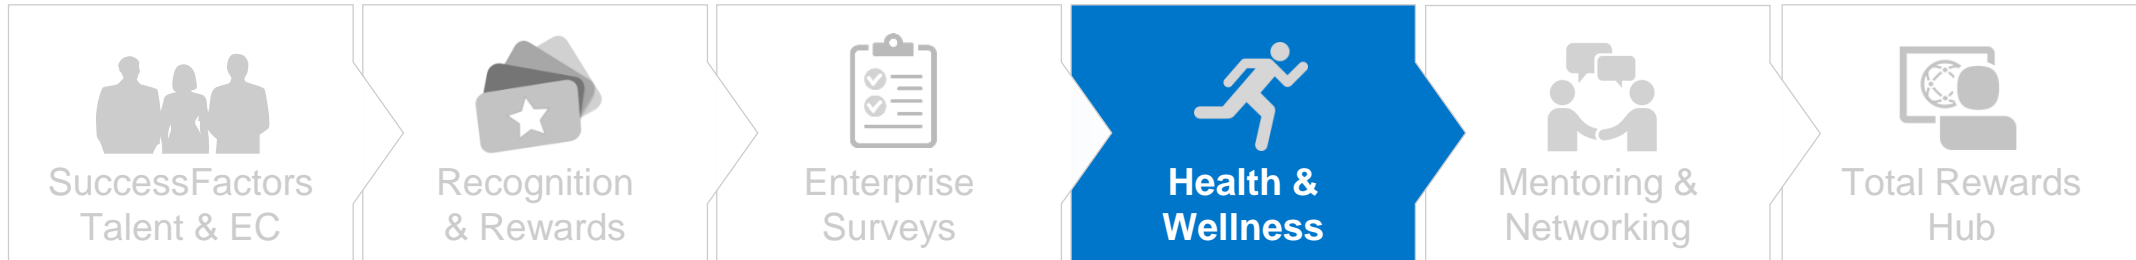 SuccessFactors
Talent & EC
Recognition
& Rewards
Enterprise
Surveys
Health &
Wellness
Mentoring &
Networking
Total Rewards
Hub